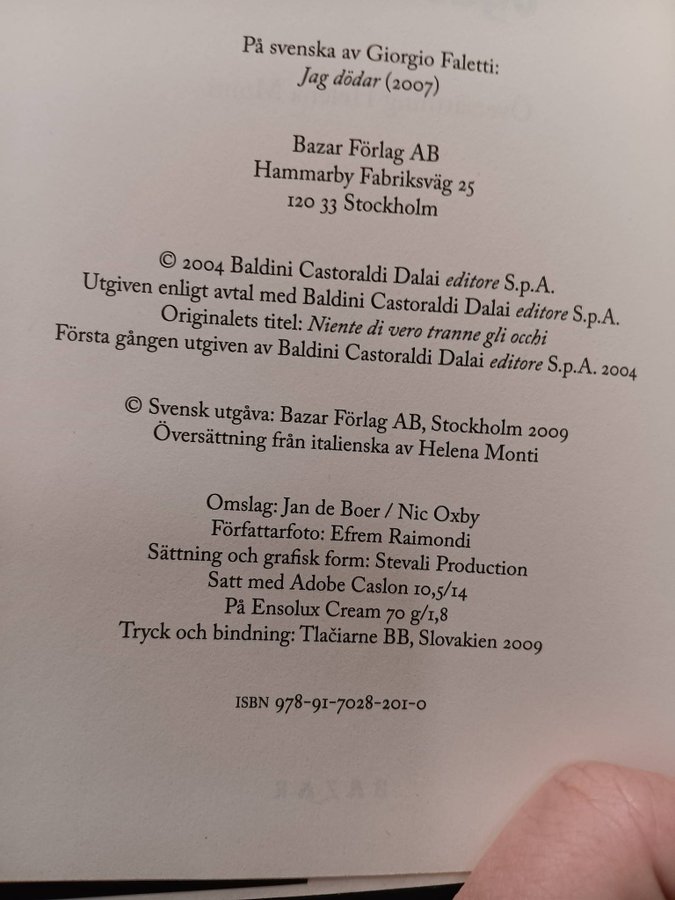 På svenska av Giorgio Faletti:
Jag dödar (2007)
Bazar Förlag AB
Hammarby Fabriksväg 25
120 33 Stockholm
© 2004 Baldini Castoraldi Dalai editore S.p.A.
Utgiven enligt avtal med Baldini Castoraldi Dalai editore S.p.A.
Originalets titel: Niente di vero tranne gli occhi
Första gången utgiven av Baldini Castoraldi Dalai editore S.p.A. 2004
© Svensk utgåva: Bazar Förlag AB, Stockholm 2009
Översättning från italienska av Helena Monti
Omslag: Jan de Boer / Nic Oxby
Författarfoto: Efrem Raimondi
Sättning och grafisk form: Stevali Production
Satt med Adobe Caslon 10,5/14
På Ensolux Cream 70 g/1,8
Tryck och bindning: Tlačiarne BB, Slovakien 2009
ISBN 978-91-7028-201-0